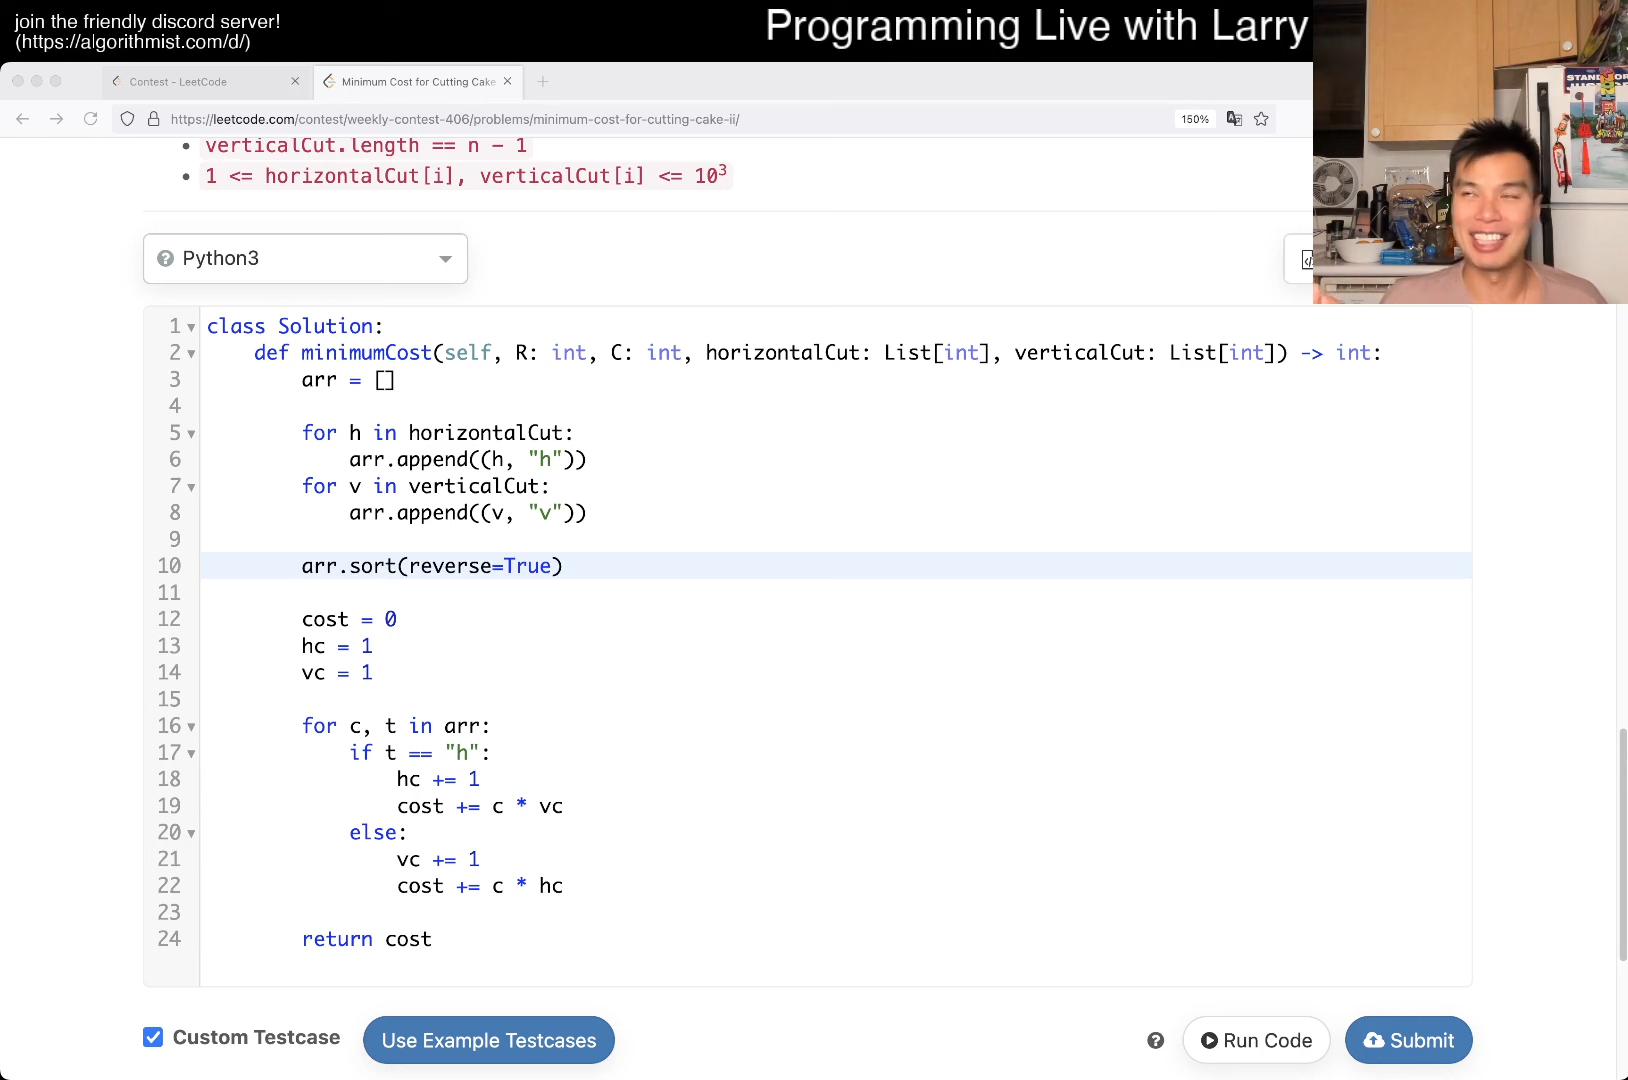 join the friendly discord server!
(https://algorithmist.com/d/)
Programming Live with Larry
Contest - LeetCode
Minimum Cost for Cutting Cake
https://leetcode.com/contest/weekly-contest-406/problems/minimum-cost-for-cutting-cake-ii/
150%
verticalCut.length == n - 1
1 <= horizontalCut[i], verticalCut[i] <= 10³
Python3
1 class Solution:
2 def minimumCost(self, R: int, C: int, horizontalCut: List[int], verticalCut: List[int]) -> int:
3 arr = []
4
5 for h in horizontalCut:
6 arr.append((h, "h"))
7 for v in verticalCut:
8 arr.append((v, "v"))
9
10 arr.sort(reverse=True)
11
12 cost = 0
13 hc = 1
14 vc = 1
15
16 for c, t in arr:
17 if t == "h":
18 hc += 1
19 cost += c * vc
20 else:
21 vc += 1
22 cost += c * hc
23
24 return cost
Custom Testcase
Use Example Testcases
Run Code
Submit